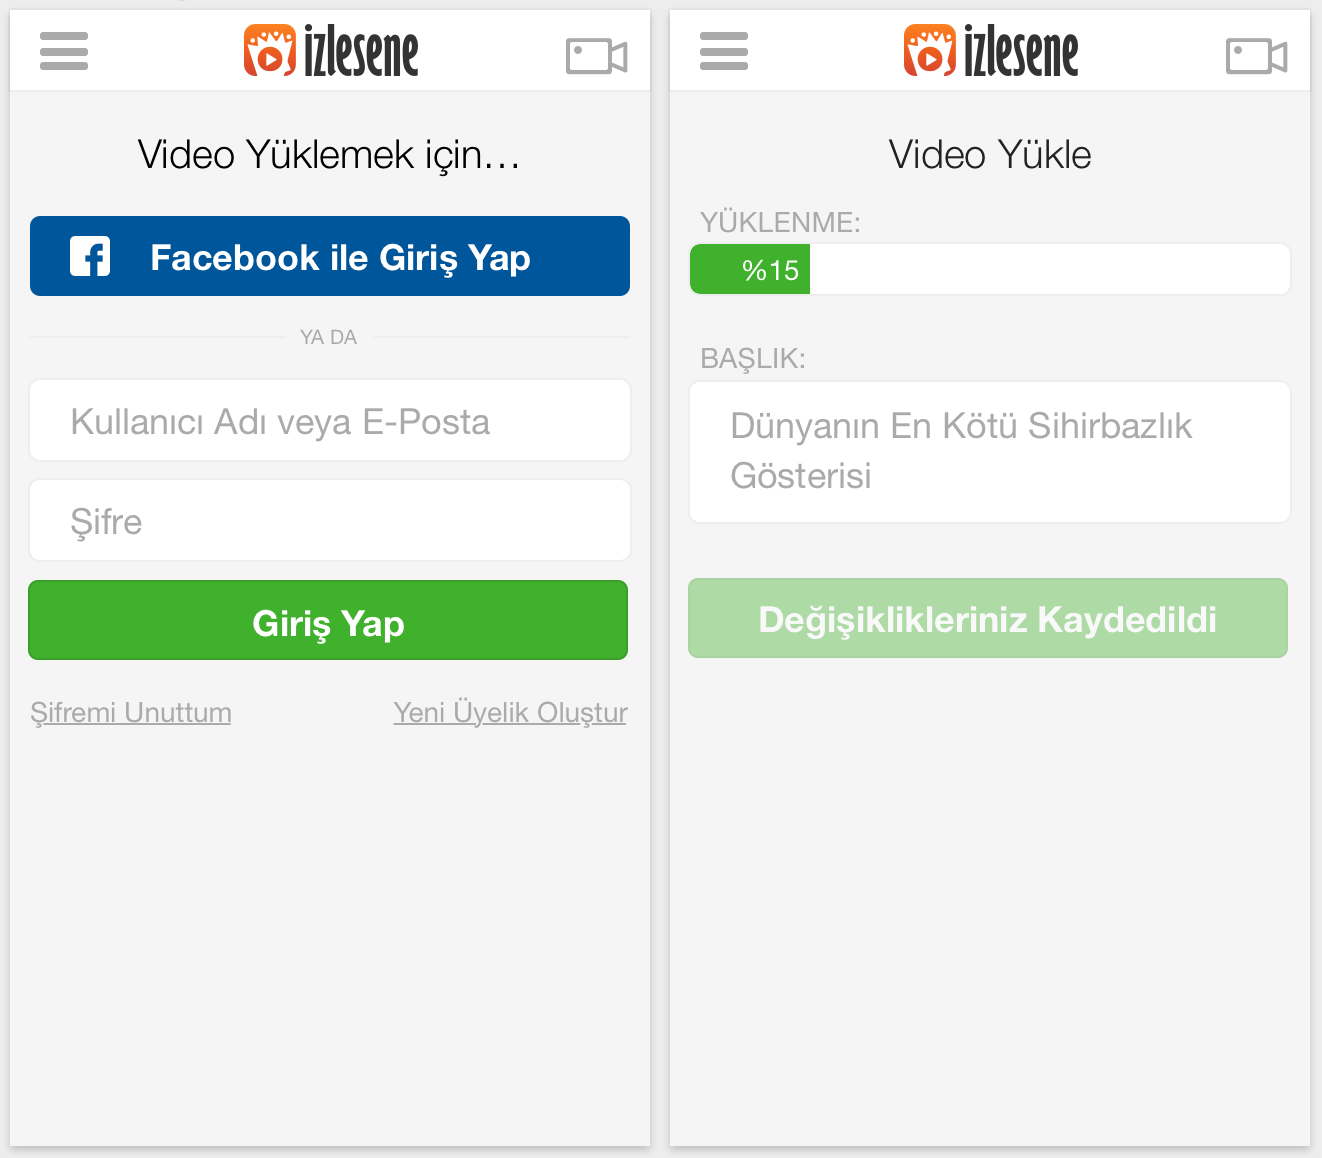 izlesene
Video Yüklemek için...
Facebook ile Giriş Yap
YA DA
Kullanıcı Adı veya E-Posta
Şifre
Giriş Yap
Şifremi Unuttum
Yeni Üyelik Oluştur
izlesene
Video Yükle
YÜKLENME:
%15
BAŞLIK:
Dünyanın En Kötü Sihirbazlık
Gösterisi
Değişiklikleriniz Kaydedildi